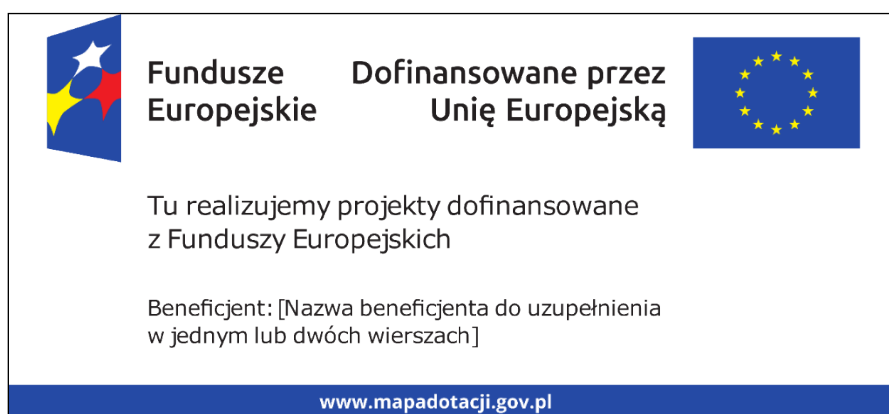 Fundusze
Europejskie
Dofinansowane przez
Unię Europejską
Tu realizujemy projekty dofinansowane
z Funduszy Europejskich
Beneficjent: [Nazwa beneficjenta do uzupełnienia
w jednym lub dwóch wierszach]
www.mapadotacji.gov.pl